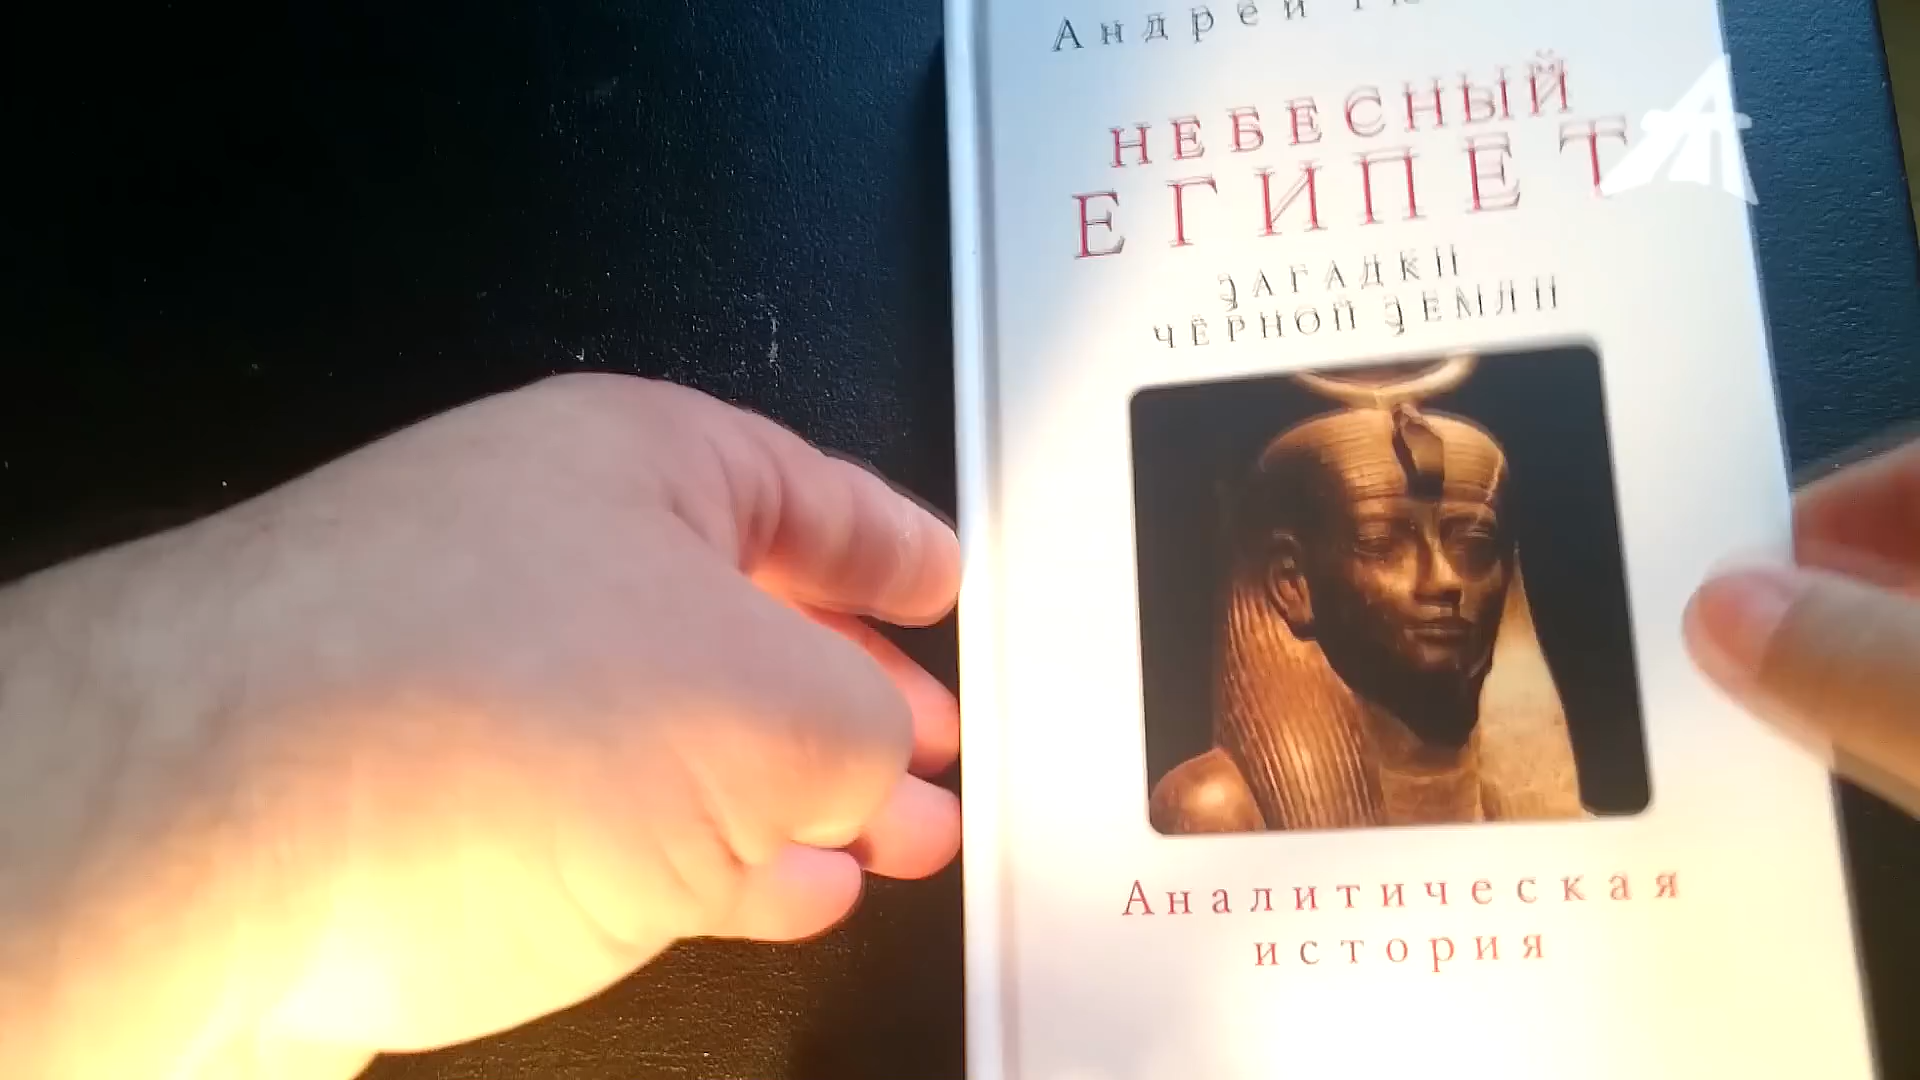 Андрей
НЕБЕСНЫЙ
ЕГИПЕТ
ЗАГАДКИ
ЧЁРНОЙ ЗЕМЛИ
Аналитическая
история